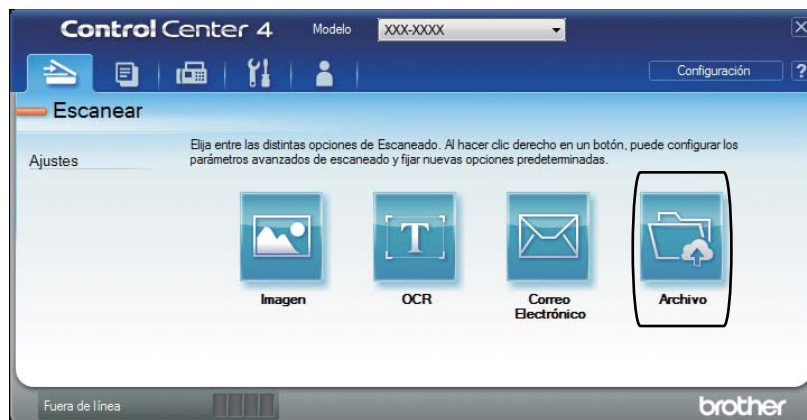 Control Center 4 Modelo XXX-XXXX
Configuración ?
Escanear
Ajustes
Elija entre las distintas opciones de Escaneado. Al hacer clic derecho en un botón, puede configurar los
parámetros avanzados de escaneado y fijar nuevas opciones predeterminadas.
T
Imagen OCR Correo Archivo
Electrónico
Fuera de línea brother